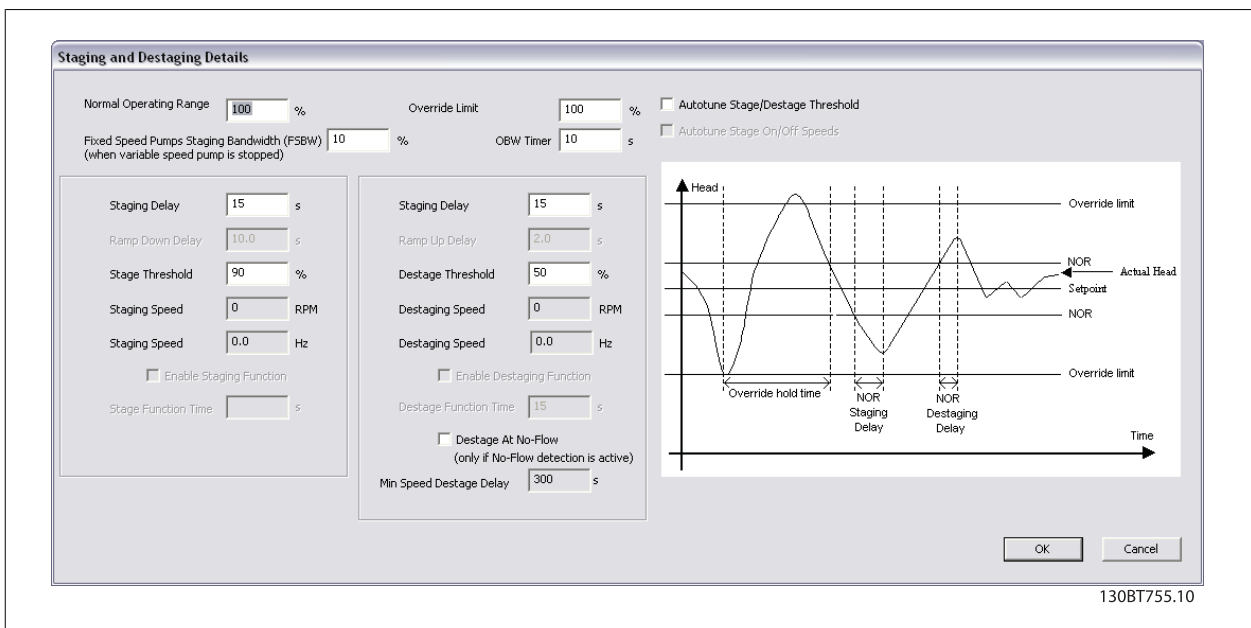 Staging and Destaging Details
Normal Operating Range 100 %
Override Limit 100 %
Autotune Stage/Destage Threshold
Fixed Speed Pumps Staging Bandwidth (FSBW) 10 %
(when variable speed pump is stopped)
OBW Timer 10 s
Autotune Stage On/Off Speeds
Staging Delay 15 s
Ramp Down Delay 10.0 s
Stage Threshold 90 %
Staging Speed 0 RPM
Staging Speed 0.0 Hz
Enable Staging Function
Stage Function Time s
Staging Delay 15 s
Ramp Up Delay 2.0 s
Destage Threshold 50 %
Destaging Speed 0 RPM
Destaging Speed 0.0 Hz
Enable Destaging Function
Destage Function Time 15 s
Destage At No-Flow
(only if No-Flow detection is active)
Min Speed Destage Delay 300 s
Head
Override limit
NOR
Actual Head
Setpoint
NOR
Override limit
Override hold time
NOR
Staging
Delay
NOR
Destaging
Delay
Time
OK
Cancel
130BT755.10